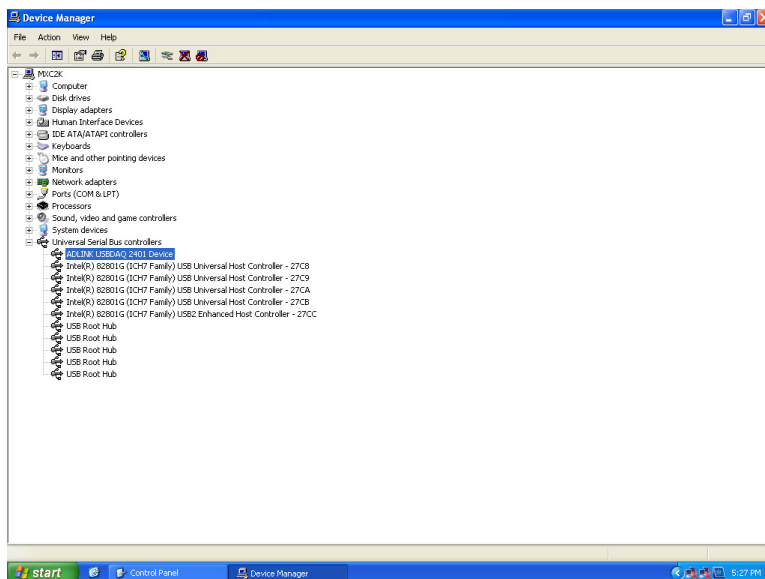 Device Manager
File Action View Help
MXC2K
Computer
Disk drives
Display adapters
Human Interface Devices
IDE ATA/ATAPI controllers
Keyboards
Mice and other pointing devices
Monitors
Network adapters
Ports (COM & LPT)
Processors
Sound, video and game controllers
System devices
Universal Serial Bus controllers
ADLINK USBDAQ 2401 Device
Intel(R) 82801G (ICH7 Family) USB Universal Host Controller - 27C8
Intel(R) 82801G (ICH7 Family) USB Universal Host Controller - 27C9
Intel(R) 82801G (ICH7 Family) USB Universal Host Controller - 27CA
Intel(R) 82801G (ICH7 Family) USB Universal Host Controller - 27CB
Intel(R) 82801G (ICH7 Family) USB2 Enhanced Host Controller - 27CC
USB Root Hub
USB Root Hub
USB Root Hub
USB Root Hub
USB Root Hub
start Control Panel Device Manager 5:27 PM